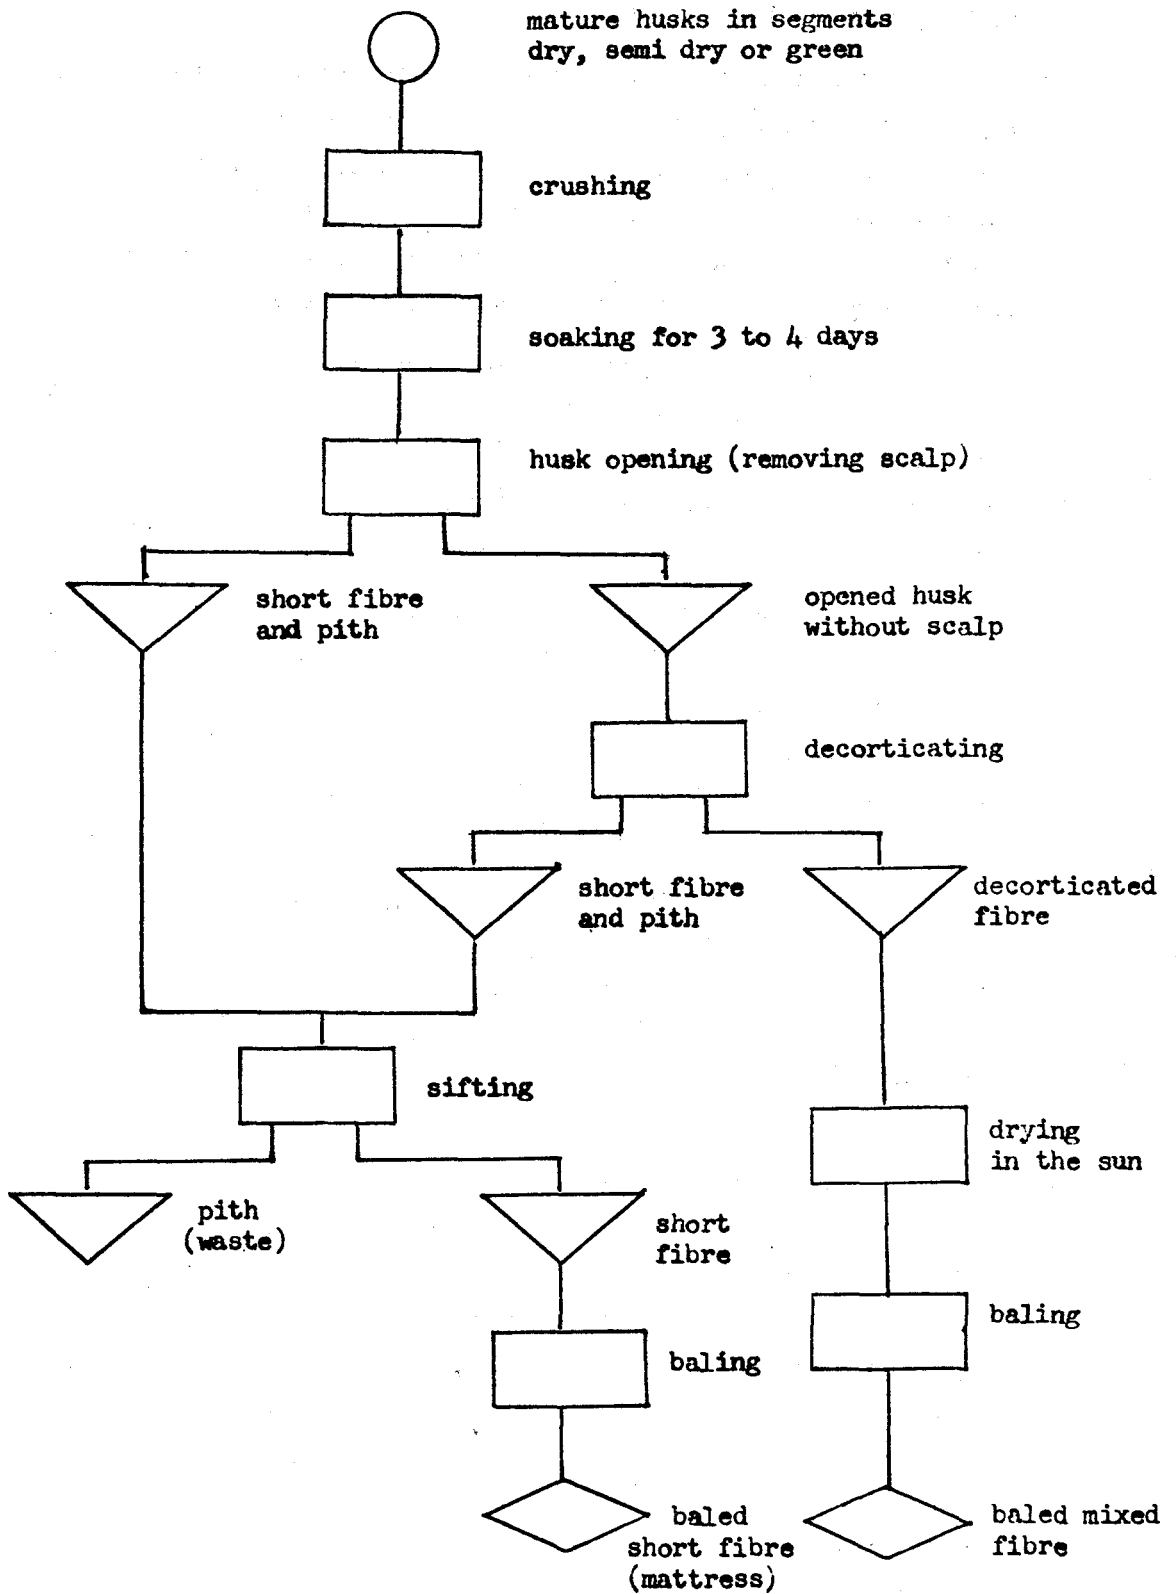 mature husks in segments
dry, semi dry or green
crushing
soaking for 3 to 4 days
husk opening (removing scalp)
short fibre
and pith
opened husk
without scalp
decorticating
short fibre
and pith
decorticated
fibre
sifting
drying
in the sun
pith
(waste)
short
fibre
baling
baling
baled
short fibre
(mattress)
baled mixed
fibre